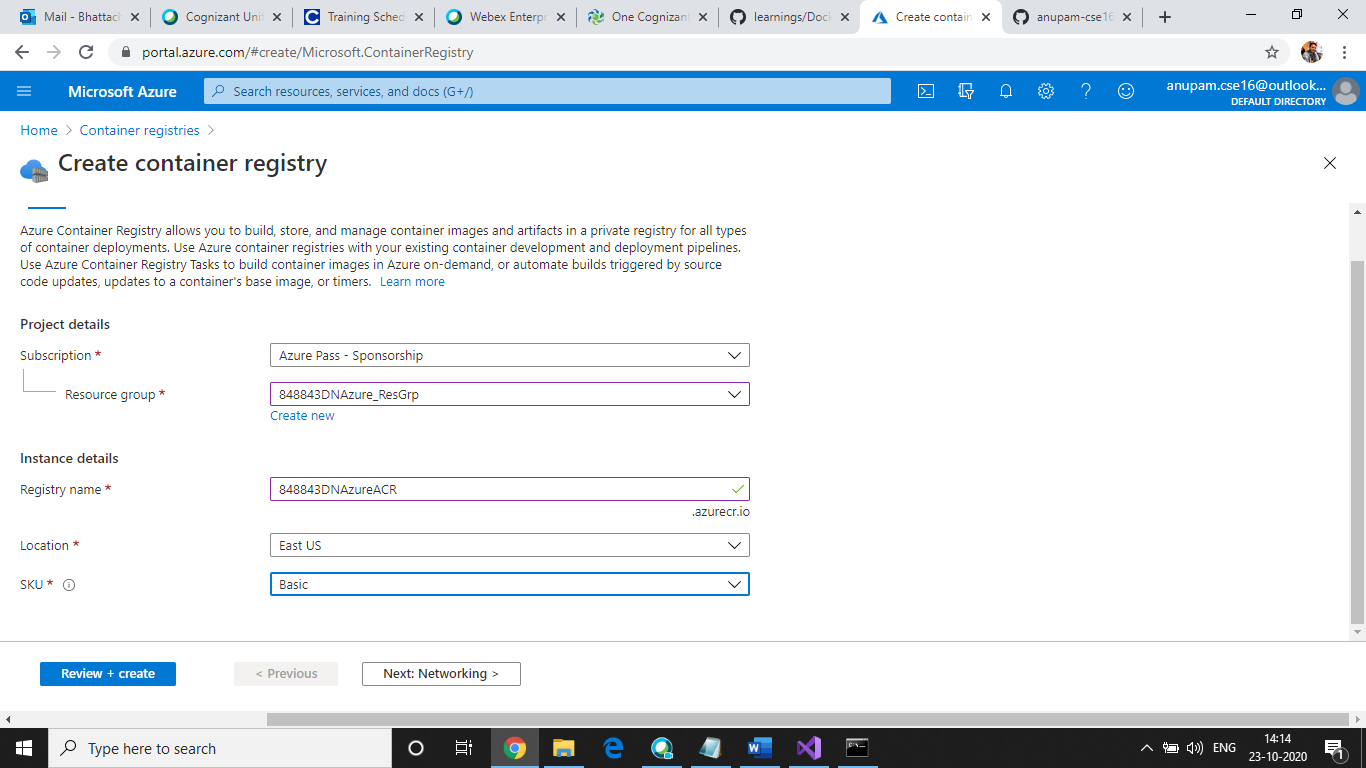 Mail - Bhattach
Cognizant Unif
Training Sched
Webex Enterpr
One Cognizant
learnings/Dock
Create contain
anupam-cse16
portal.azure.com/#create/Microsoft.ContainerRegistry
Microsoft Azure
Search resources, services, and docs (G+/)
anupam.cse16@outlook...
DEFAULT DIRECTORY
Home > Container registries >
Create container registry
Azure Container Registry allows you to build, store, and manage container images and artifacts in a private registry for all types
of container deployments. Use Azure container registries with your existing container development and deployment pipelines.
Use Azure Container Registry Tasks to build container images in Azure on-demand, or automate builds triggered by source
code updates, updates to a container's base image, or timers. Learn more
Project details
Subscription * Azure Pass - Sponsorship
Resource group * 848843DNAzure_ResGrp
Create new
Instance details
Registry name * 848843DNAzureACR
.azurecr.io
Location * East US
SKU * Basic
Review + create < Previous Next: Networking >
Type here to search
ENG
14:14
23-10-2020
1